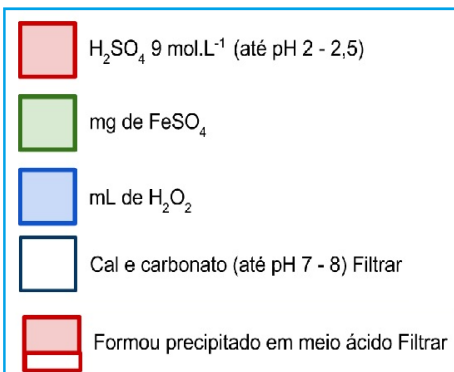 H₂SO₄ 9 mol.L⁻¹ (até pH 2 - 2,5)
mg de FeSO₄
mL de H₂O₂
Cal e carbonato (até pH 7 - 8) Filtrar
Formou precipitado em meio ácido Filtrar